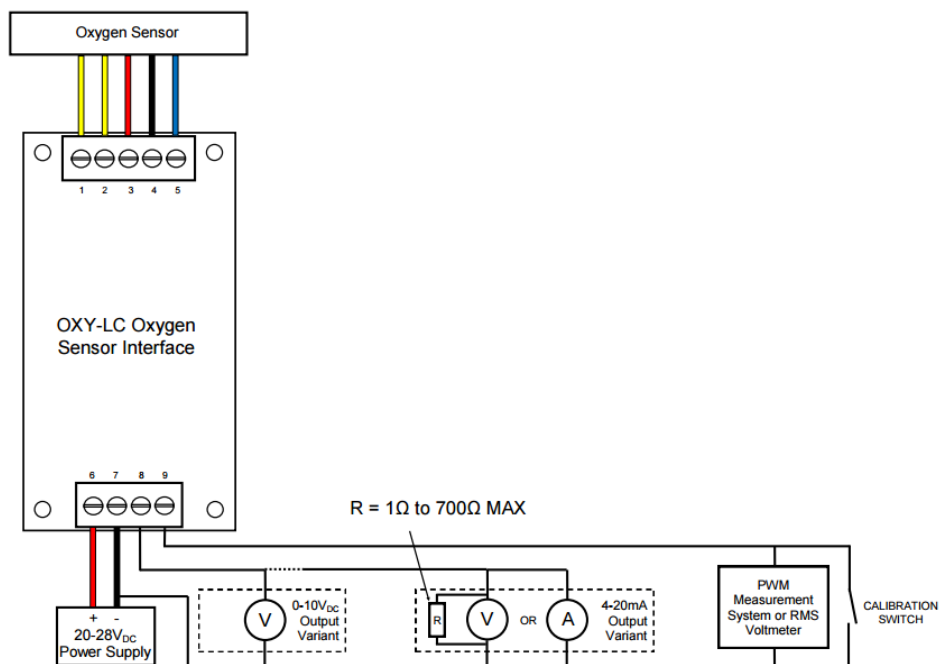 Oxygen Sensor
1 2 3 4 5
OXY-LC Oxygen
Sensor Interface
6 7 8 9
R = 1Ω to 700Ω MAX
+ -
20-28VDC
Power Supply
V
0-10VDC
Output
Variant
R
V
OR
A
4-20mA
Output
Variant
PWM
Measurement
System or RMS
Voltmeter
CALIBRATION
SWITCH